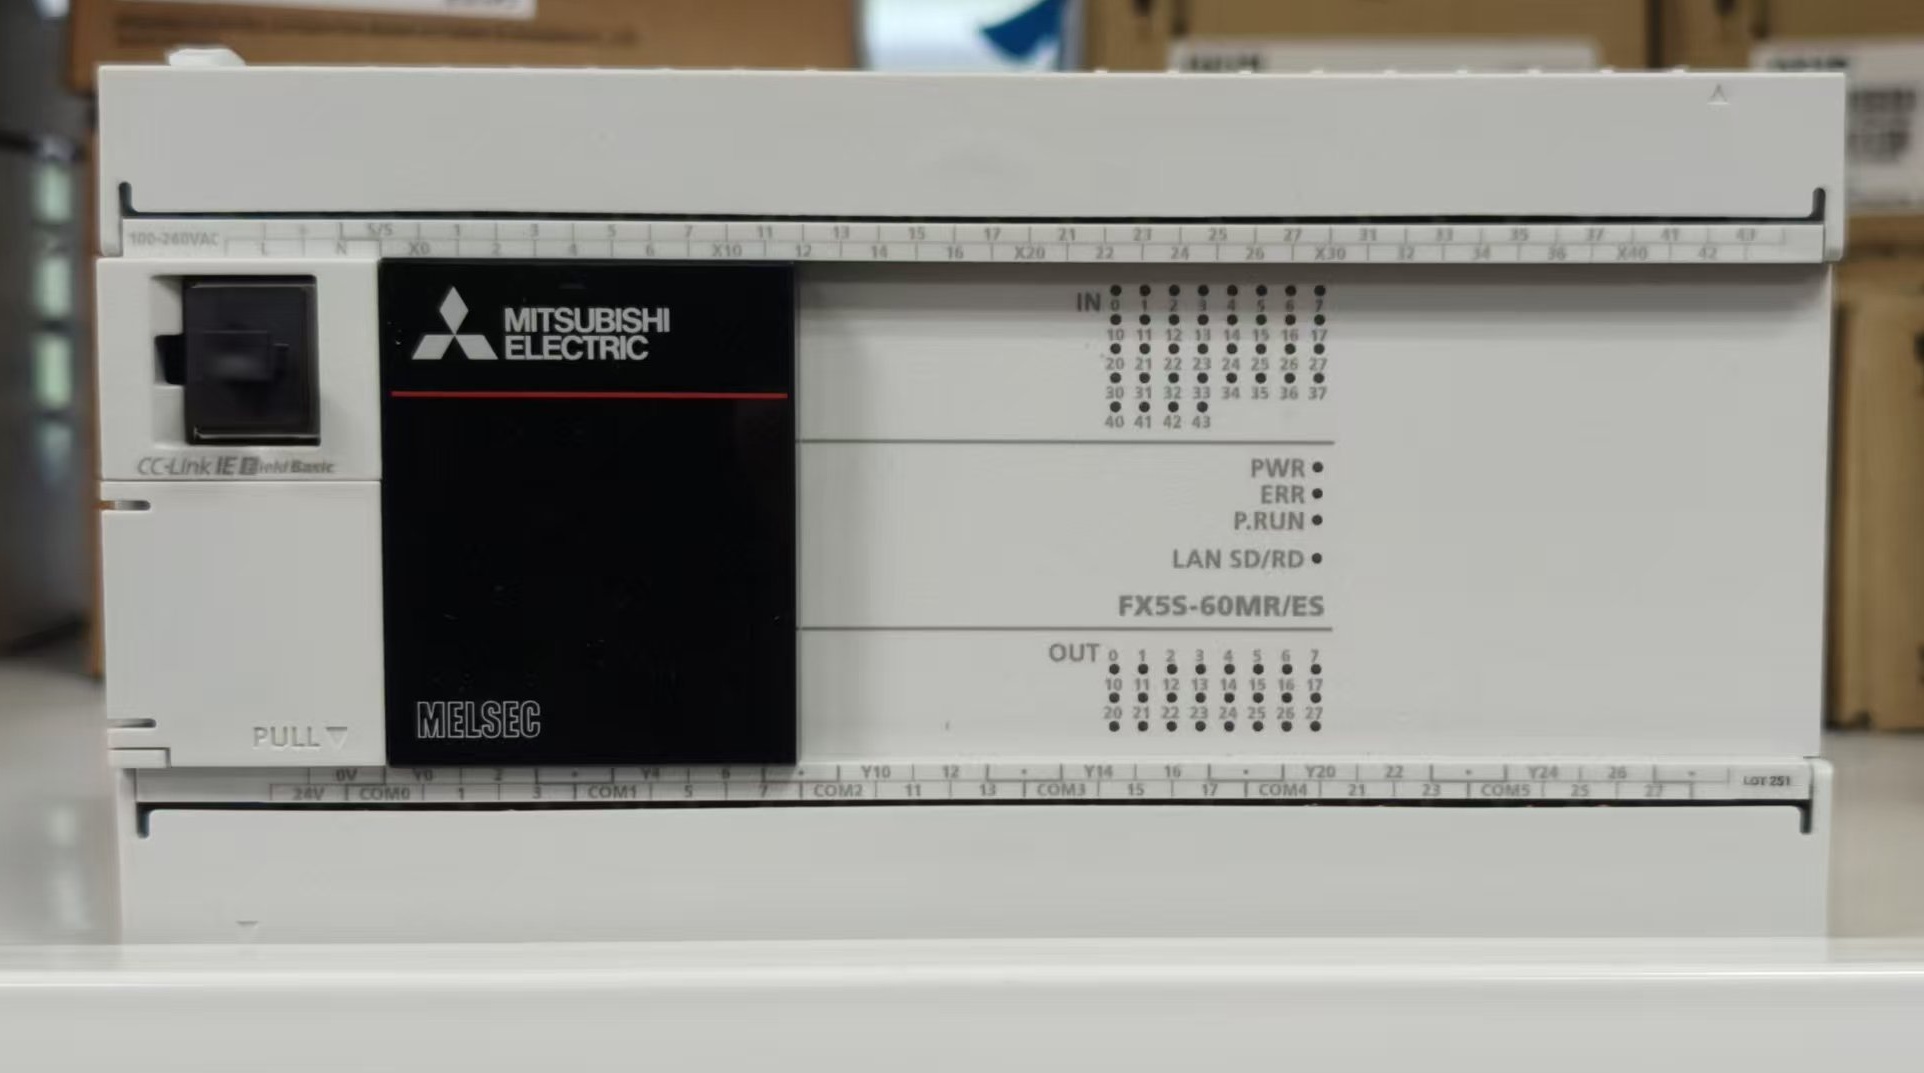 100-240VAC
S/S 1 3 5 7 11 13 15 17 21 23 25 27 31 33 35 37 41 43
L N X0 2 4 6 X10 12 14 16 X20 22 24 26 X30 32 34 36 X40 42
MITSUBISHI
ELECTRIC
CC-Link IE Field Basic
PULL
MELSEC
IN 0 1 2 3 4 5 6 7
10 11 12 13 14 15 16 17
20 21 22 23 24 25 26 27
30 31 32 33 34 35 36 37
40 41 42 43
PWR
ERR
P.RUN
LAN SD/RD
FX5S-60MR/ES
OUT 0 1 2 3 4 5 6 7
10 11 12 13 14 15 16 17
20 21 22 23 24 25 26 27
0V Y0 2 Y4 6 Y10 12 Y14 16 Y20 22 Y24 26
24V COM0 1 3 COM1 5 7 COM2 11 13 COM3 15 17 COM4 21 23 COM5 25 27
LOT 251